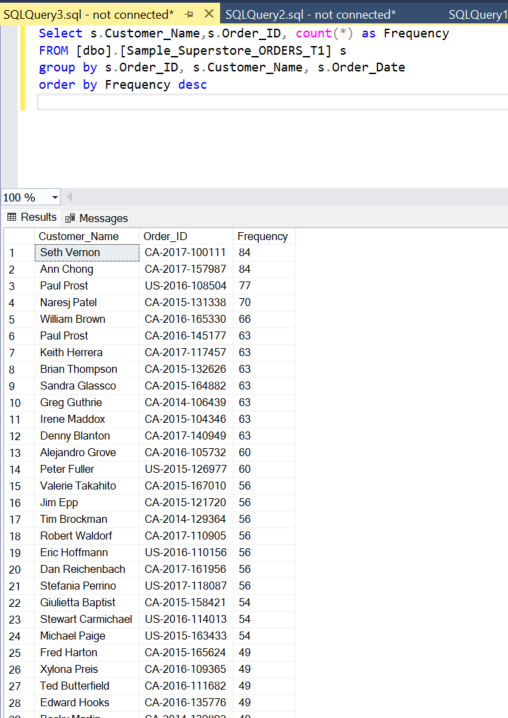 SQLQuery3.sql - not connected* SQLQuery2.sql - not connected* SQLQuery1
Select s.Customer_Name,s.Order_ID, count(*) as Frequency
FROM [dbo].[Sample_Superstore_ORDERS_T1] s
group by s.Order_ID, s.Customer_Name, s.Order_Date
order by Frequency desc
100 %
Results Messages
Customer_Name Order_ID Frequency
1 Seth Vernon CA-2017-100111 84
2 Ann Chong CA-2017-157987 84
3 Paul Prost US-2016-108504 77
4 Naresj Patel CA-2015-131338 70
5 William Brown CA-2016-165330 66
6 Paul Prost CA-2016-145177 63
7 Keith Herrera CA-2017-117457 63
8 Brian Thompson CA-2015-132626 63
9 Sandra Glassco CA-2015-164882 63
10 Greg Guthrie CA-2014-106439 63
11 Irene Maddox CA-2015-104346 63
12 Denny Blanton CA-2017-140949 63
13 Alejandro Grove CA-2016-105732 60
14 Peter Fuller US-2015-126977 60
15 Valerie Takahito CA-2015-167010 56
16 Jim Epp CA-2015-121720 56
17 Tim Brockman CA-2014-129364 56
18 Robert Waldorf CA-2017-110905 56
19 Eric Hoffmann US-2016-110156 56
20 Dan Reichenbach CA-2017-161956 56
21 Stefania Perrino US-2017-118087 56
22 Giulietta Baptist CA-2015-158421 54
23 Stewart Carmichael US-2016-114013 54
24 Michael Paige US-2015-163433 54
25 Fred Harton CA-2015-165624 49
26 Xylona Preis CA-2016-109365 49
27 Ted Butterfield CA-2016-111682 49
28 Edward Hooks CA-2016-135776 49